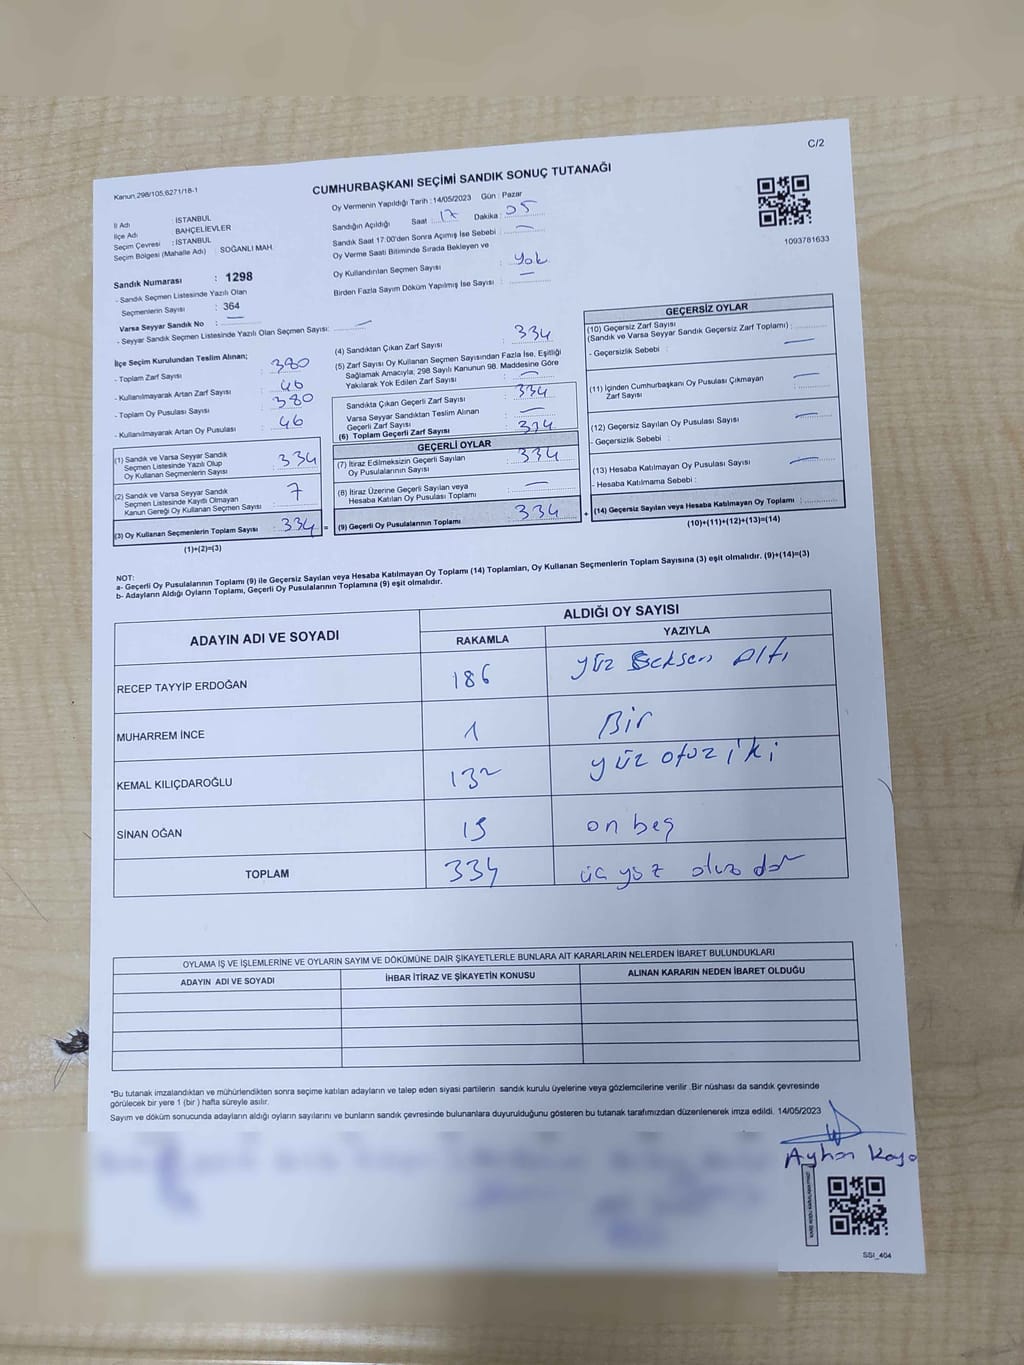 C/2
Kanun 298/105,6271/18-1
CUMHURBAŞKANI SEÇİMİ SANDIK SONUÇ TUTANAĞI
İl Adı : İSTANBUL
İlçe Adı : BAHÇELİEVLER
Seçim Çevresi : İSTANBUL
Seçim Bölgesi (Mahalle Adı) : SOĞANLI MAH.
Oy Vermenin Yapıldığı Tarih : 14/05/2023 Gün : Pazar
Sandığın Açıldığı Saat : 17 Dakika : 05
Sandık Saat 17:00'den Sonra Açımış İse Sebebi : —
Oy Verme Saati Bitiminde Sırada Bekleyen ve
Oy Kullandırılan Seçmen Sayısı : Yok
Birden Fazla Sayım Döküm Yapılmış İse Sayısı : —
1093781633
Sandık Numarası : 1298
- Sandık Seçmen Listesinde Yazılı Olan
Seçmenlerin Sayısı : 364
Varsa Seyyar Sandık No : —
- Seyyar Sandık Seçmen Listesinde Yazılı Olan Seçmen Sayısı: —
İlçe Seçim Kurulundan Teslim Alınan;
- Toplam Zarf Sayısı : 380
- Kullanılmayarak Artan Zarf Sayısı : 46
- Toplam Oy Pusulası Sayısı : 380
- Kullanılmayarak Artan Oy Pusulası : 46
(1) Sandık ve Varsa Seyyar Sandık
Seçmen Listesinde Yazılı Olup
Oy Kullanan Seçmenlerin Sayısı : 334
(2) Sandık ve Varsa Seyyar Sandık
Seçmen Listesinde Kayıtlı Olmayan
Kanun Gereği Oy Kullanan Seçmen Sayısı :
(3) Oy Kullanan Seçmenlerin Toplam Sayısı : 334 =
(1)+(2)=(3)
(4) Sandıktan Çıkan Zarf Sayısı : 334
(5) Zarf Sayısı Oy Kullanan Seçmen Sayısından Fazla İse, Eşitliği
Sağlamak Amacıyla; 298 Sayılı Kanunun 98. Maddesine Göre
Yakılarak Yok Edilen Zarf Sayısı : —
Sandıkta Çıkan Geçerli Zarf Sayısı : 334
Varsa Seyyar Sandıktan Teslim Alınan
Geçerli Zarf Sayısı : —
(6) Toplam Geçerli Zarf Sayısı : 334
GEÇERLİ OYLAR
(7) İtiraz Edilmeksizin Geçerli Sayılan
Oy Pusulalarının Sayısı : 334
(8) İtiraz Üzerine Geçerli Sayılan veya
Hesaba Katılan Oy Pusulası Toplamı : —
(9) Geçerli Oy Pusulalarının Toplamı : 334 +
GEÇERSİZ OYLAR
(10) Geçersiz Zarf Sayısı
(Sandık ve Varsa Seyyar Sandık Geçersiz Zarf Toplamı) :
- Geçersizlik Sebebi : —
(11) İçinden Cumhurbaşkanı Oy Pusulası Çıkmayan
Zarf Sayısı : —
(12) Geçersiz Sayılan Oy Pusulası Sayısı : —
- Geçersizlik Sebebi :
(13) Hesaba Katılmayan Oy Pusulası Sayısı : —
- Hesaba Katılmama Sebebi :
(14) Geçersiz Sayılan veya Hesaba Katılmayan Oy Toplamı :
(10)+(11)+(12)+(13)=(14)
NOT:
a- Geçerli Oy Pusulalarının Toplamı (9) ile Geçersiz Sayılan veya Hesaba Katılmayan Oy Toplamı (14) Toplamları, Oy Kullanan Seçmenlerin Toplam Sayısına (3) eşit olmalıdır. (9)+(14)=(3)
b- Adayların Aldığı Oyların Toplamı, Geçerli Oy Pusulalarının Toplamına (9) eşit olmalıdır.
ADAYIN ADI VE SOYADI ALDIĞI OY SAYISI
RAKAMLA YAZIYLA
RECEP TAYYİP ERDOĞAN 186 yüz seksen altı
MUHARREM İNCE 1 Bir
KEMAL KILIÇDAROĞLU 132 yüz otuz iki
SİNAN OĞAN 15 on beş
TOPLAM 334 üç yüz otuz dört
OYLAMA İŞ VE İŞLEMLERİNE VE OYLARIN SAYIM VE DÖKÜMÜNE DAİR ŞİKAYETLERLE BUNLARA AİT KARARLARIN NELERDEN İBARET BULUNDUKLARI
ADAYIN ADI VE SOYADI İHBAR İTİRAZ VE ŞİKAYETİN KONUSU ALINAN KARARIN NEDEN İBARET OLDUĞU
*Bu tutanak imzalandıktan ve mühürlendikten sonra seçime katılan adayların ve talep eden siyasi partilerin sandık kurulu üyelerine veya gözlemcilerine verilir .Bir nüshası da sandık çevresinde
görülecek bir yere 1 (bir ) hafta süreyle asılır.
Sayım ve döküm sonucunda adayların aldığı oyların sayılarını ve bunların sandık çevresinde bulunanlara duyurulduğunu gösteren bu tutanak tarafımızdan düzenlenerek imza edildi. 14/05/2023
Ayhan Kaya
SSI_404